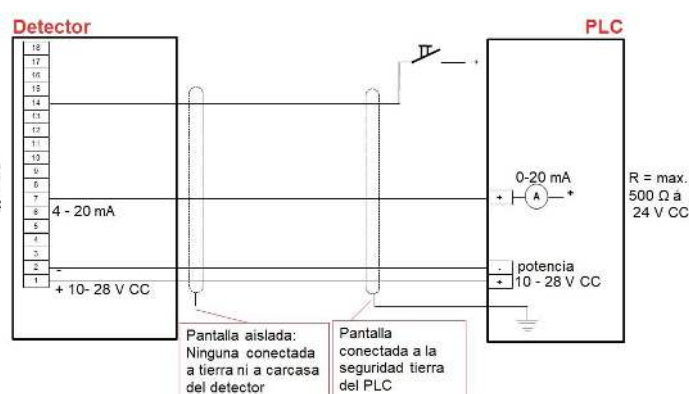 Detector
PLC
18
17
16
15
14
13
12
11
10
9
8
7
6
5
4
3
2
1
4 - 20 mA
-
+ 10- 28 V CC
+
0-20 mA
+
A
+
R = max.
500 Ω á
24 V CC
-
potencia
+
10 - 28 V CC
Pantalla aislada:
Ninguna conectada
a tierra ni a carcasa
del detector
Pantalla
conectada a la
seguridad tierra
del PLC